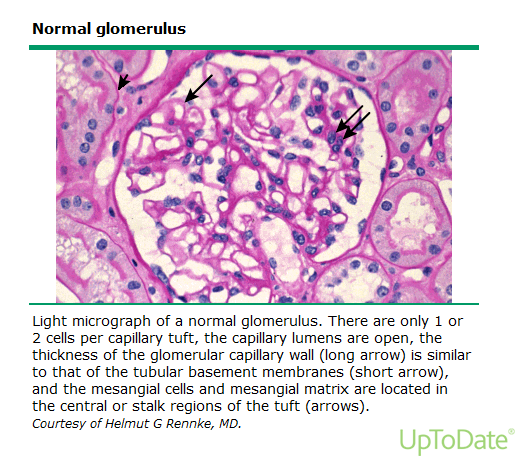 Normal glomerulus
Light micrograph of a normal glomerulus. There are only 1 or
2 cells per capillary tuft, the capillary lumens are open, the
thickness of the glomerular capillary wall (long arrow) is similar
to that of the tubular basement membranes (short arrow),
and the mesangial cells and mesangial matrix are located in
the central or stalk regions of the tuft (arrows).
Courtesy of Helmut G Rennke, MD.
UpToDate®